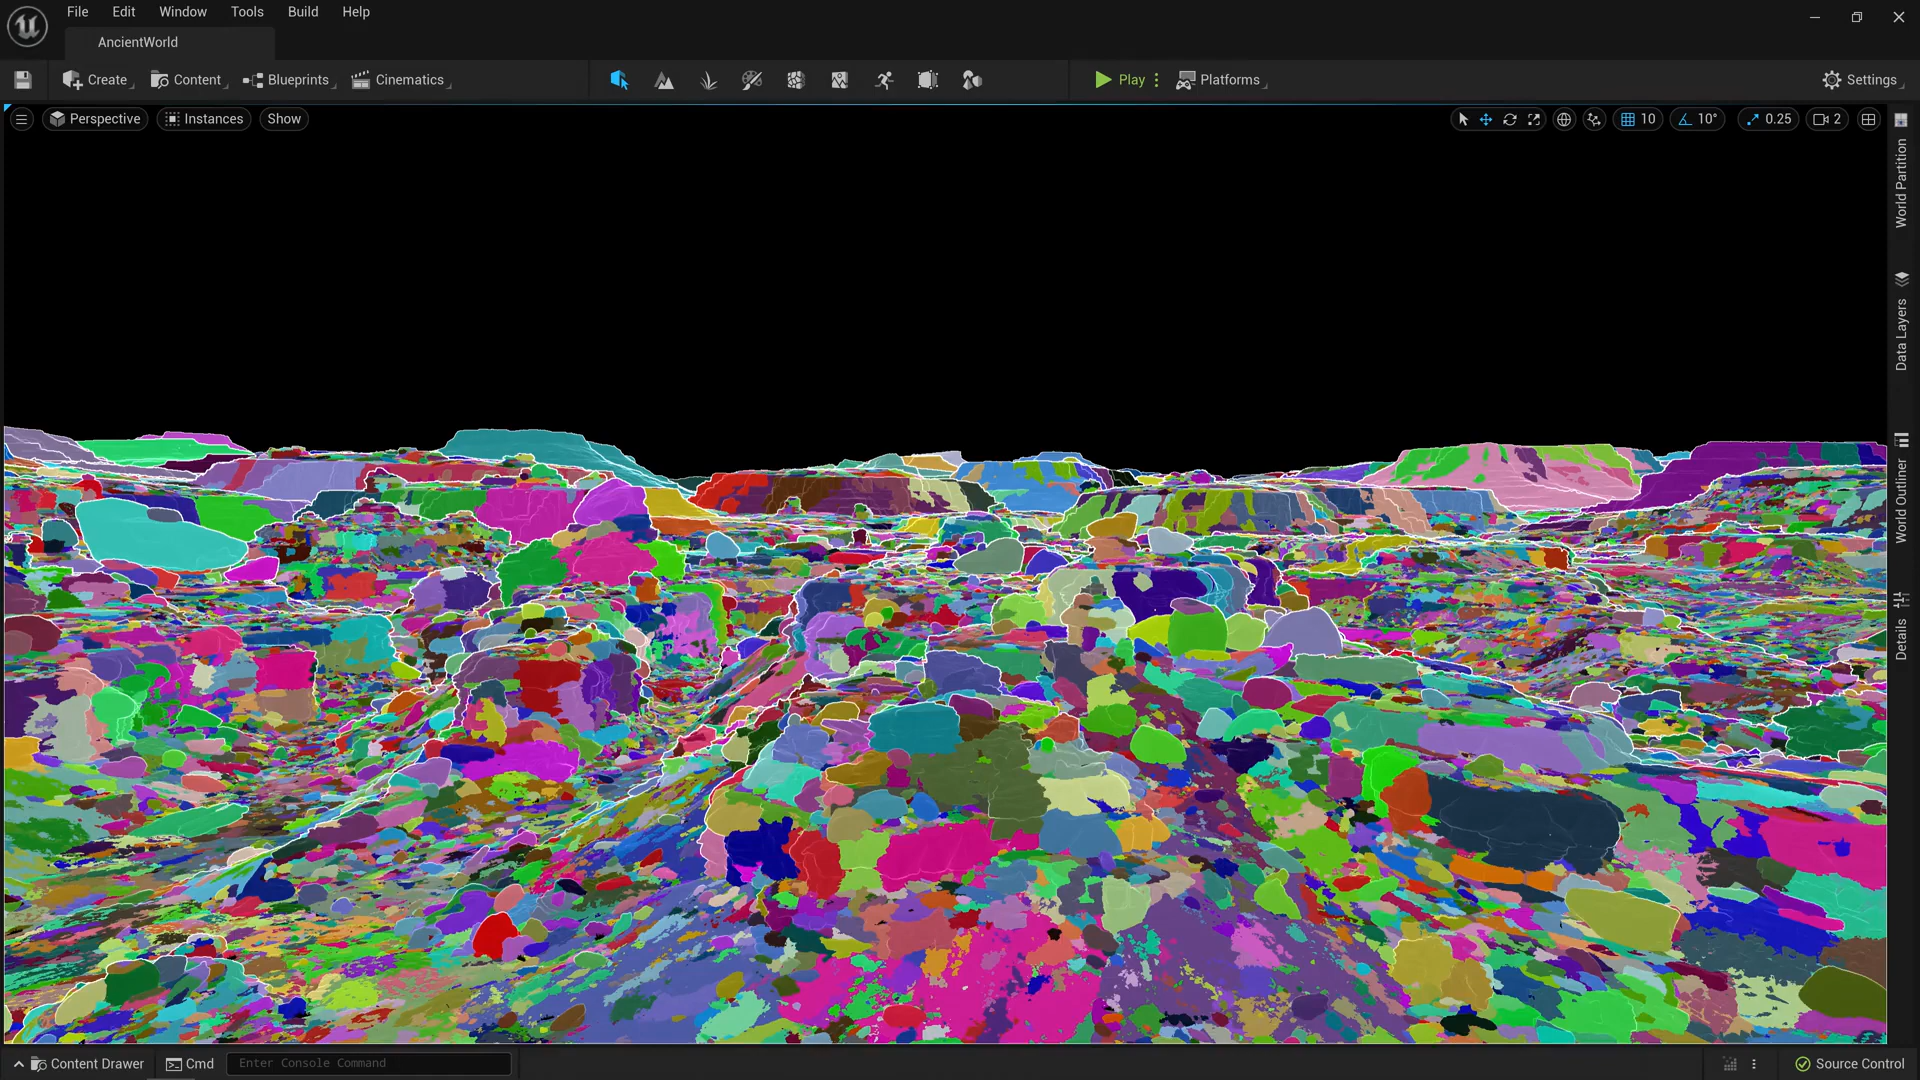 File Edit Window Tools Build Help
AncientWorld
Create Content Blueprints Cinematics Play Platforms Settings
Perspective Instances Show 10 10° 0.25 2
World Partition
Data Layers
World Outliner
Details
Content Drawer Cmd Enter Console Command Source Control